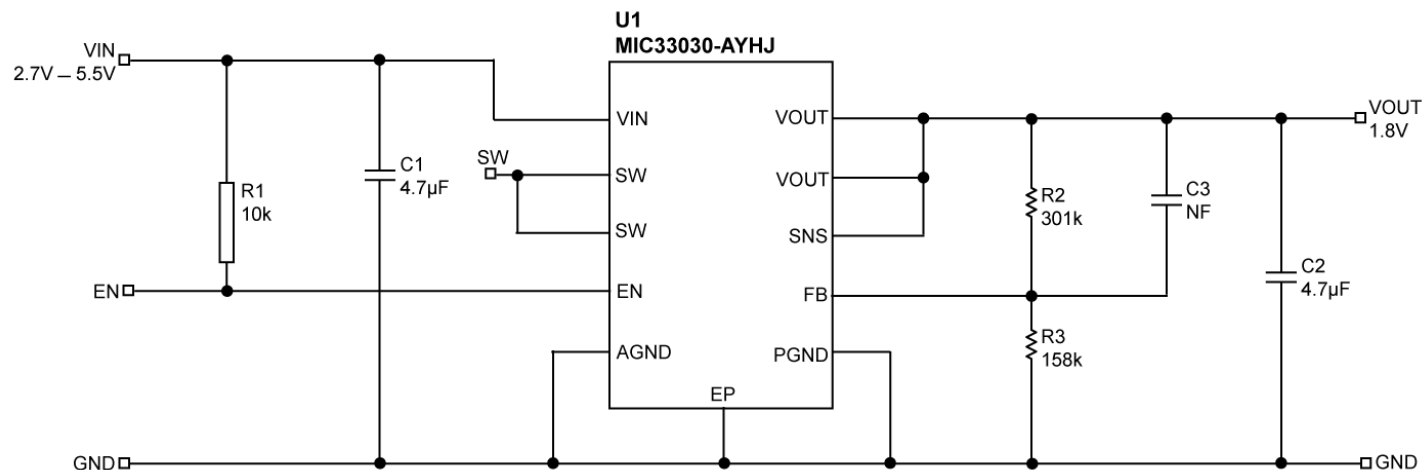 U1
MIC33030-AYHJ
VIN
2.7V – 5.5V
VIN
SW
SW
SW
EN
EN
AGND
EP
VOUT
VOUT
SNS
FB
PGND
R1
10k
C1
4.7µF
R2
301k
C3
NF
R3
158k
C2
4.7µF
VOUT
1.8V
GND
GND